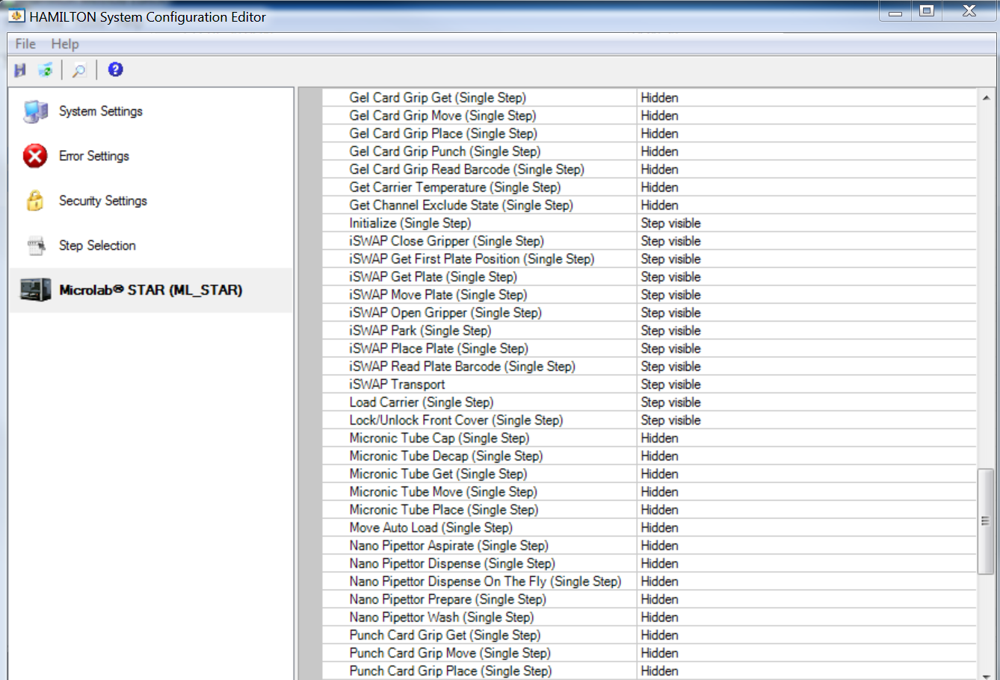 HAMILTON System Configuration Editor
File Help
System Settings
Error Settings
Security Settings
Step Selection
Microlab® STAR (ML_STAR)
Gel Card Grip Get (Single Step) Hidden
Gel Card Grip Move (Single Step) Hidden
Gel Card Grip Place (Single Step) Hidden
Gel Card Grip Punch (Single Step) Hidden
Gel Card Grip Read Barcode (Single Step) Hidden
Get Carrier Temperature (Single Step) Hidden
Get Channel Exclude State (Single Step) Hidden
Initialize (Single Step) Step visible
iSWAP Close Gripper (Single Step) Step visible
iSWAP Get First Plate Position (Single Step) Step visible
iSWAP Get Plate (Single Step) Step visible
iSWAP Move Plate (Single Step) Step visible
iSWAP Open Gripper (Single Step) Step visible
iSWAP Park (Single Step) Step visible
iSWAP Place Plate (Single Step) Step visible
iSWAP Read Plate Barcode (Single Step) Step visible
iSWAP Transport Step visible
Load Carrier (Single Step) Step visible
Lock/Unlock Front Cover (Single Step) Step visible
Micronic Tube Cap (Single Step) Hidden
Micronic Tube Decap (Single Step) Hidden
Micronic Tube Get (Single Step) Hidden
Micronic Tube Move (Single Step) Hidden
Micronic Tube Place (Single Step) Hidden
Move Auto Load (Single Step) Hidden
Nano Pipettor Aspirate (Single Step) Hidden
Nano Pipettor Dispense (Single Step) Hidden
Nano Pipettor Dispense On The Fly (Single Step) Hidden
Nano Pipettor Prepare (Single Step) Hidden
Nano Pipettor Wash (Single Step) Hidden
Punch Card Grip Get (Single Step) Hidden
Punch Card Grip Move (Single Step) Hidden
Punch Card Grip Place (Single Step) Hidden